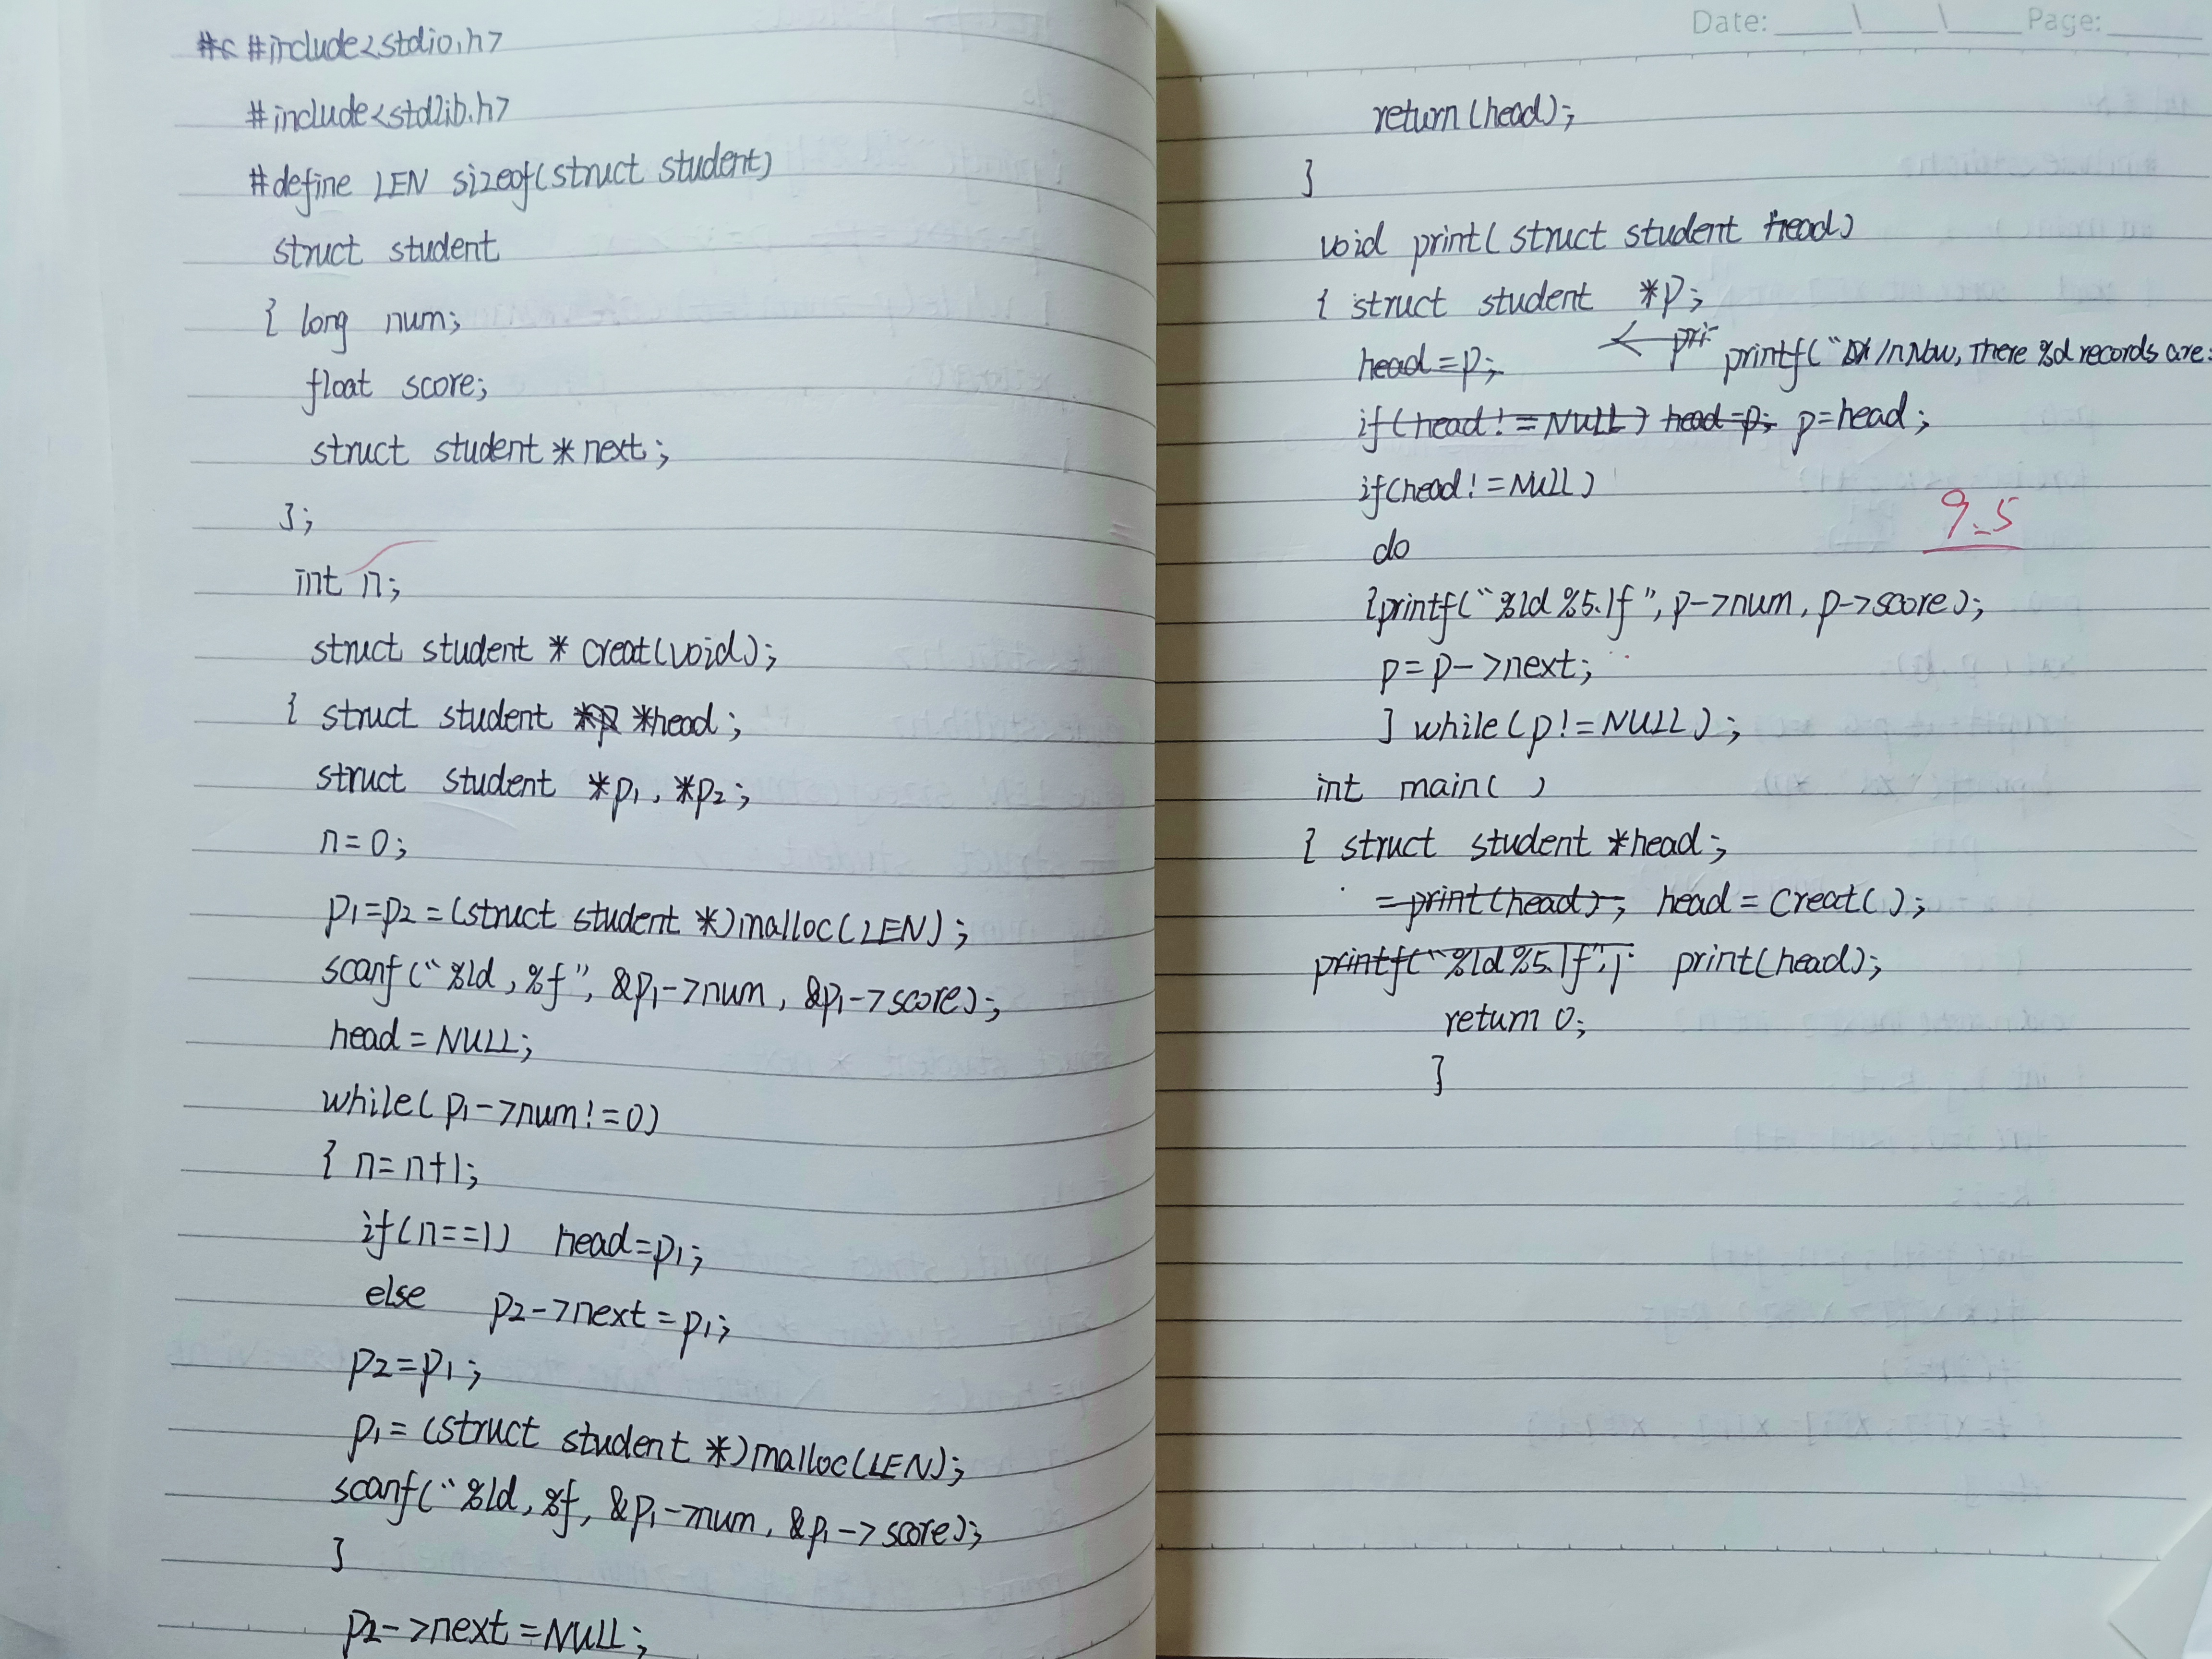 #include<stdio.h>
#include<stdlib.h>
#define LEN sizeof(struct student)
struct student
{ long num;
float score;
struct student * next;
};
int n;
struct student * creat(void);
{ struct student *head;
struct student *p1, *p2;
n=0;
p1=p2=(struct student *)malloc(LEN);
scanf("%ld,%f", &p1->num, &p1->score);
head=NULL;
while(p1->num!=0)
{ n=n+1;
if(n==1) head=p1;
else p2->next=p1;
p2=p1;
p1=(struct student *)malloc(LEN);
scanf("%ld,%f, &p1->num, &p1->score);
}
p2->next=NULL;
Date: \ \ Page:
return(head);
}
void print(struct student head)
{ struct student *p;
head=p; printf(" /nNow, There %d records are:
if(head!=NULL) head=p; p=head;
if(head!=NULL)
9.5
do
{printf("%ld%5.1f", p->num, p->score);
p=p->next;
} while(p!=NULL);
int main( )
{ struct student *head;
=print(head); head=creat();
printf("%ld%5.1f", print(head);
return 0;
}